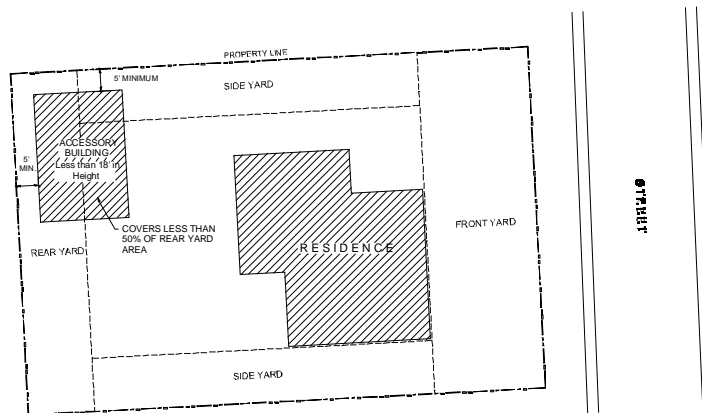 PROPERTY LINE
5' MINIMUM
SIDE YARD
ACCESSORY
BUILDING
Less than 18' in
Height
5'
MIN.
COVERS LESS THAN
50% OF REAR YARD
AREA
REAR YARD
RESIDENCE
FRONT YARD
STREET
SIDE YARD